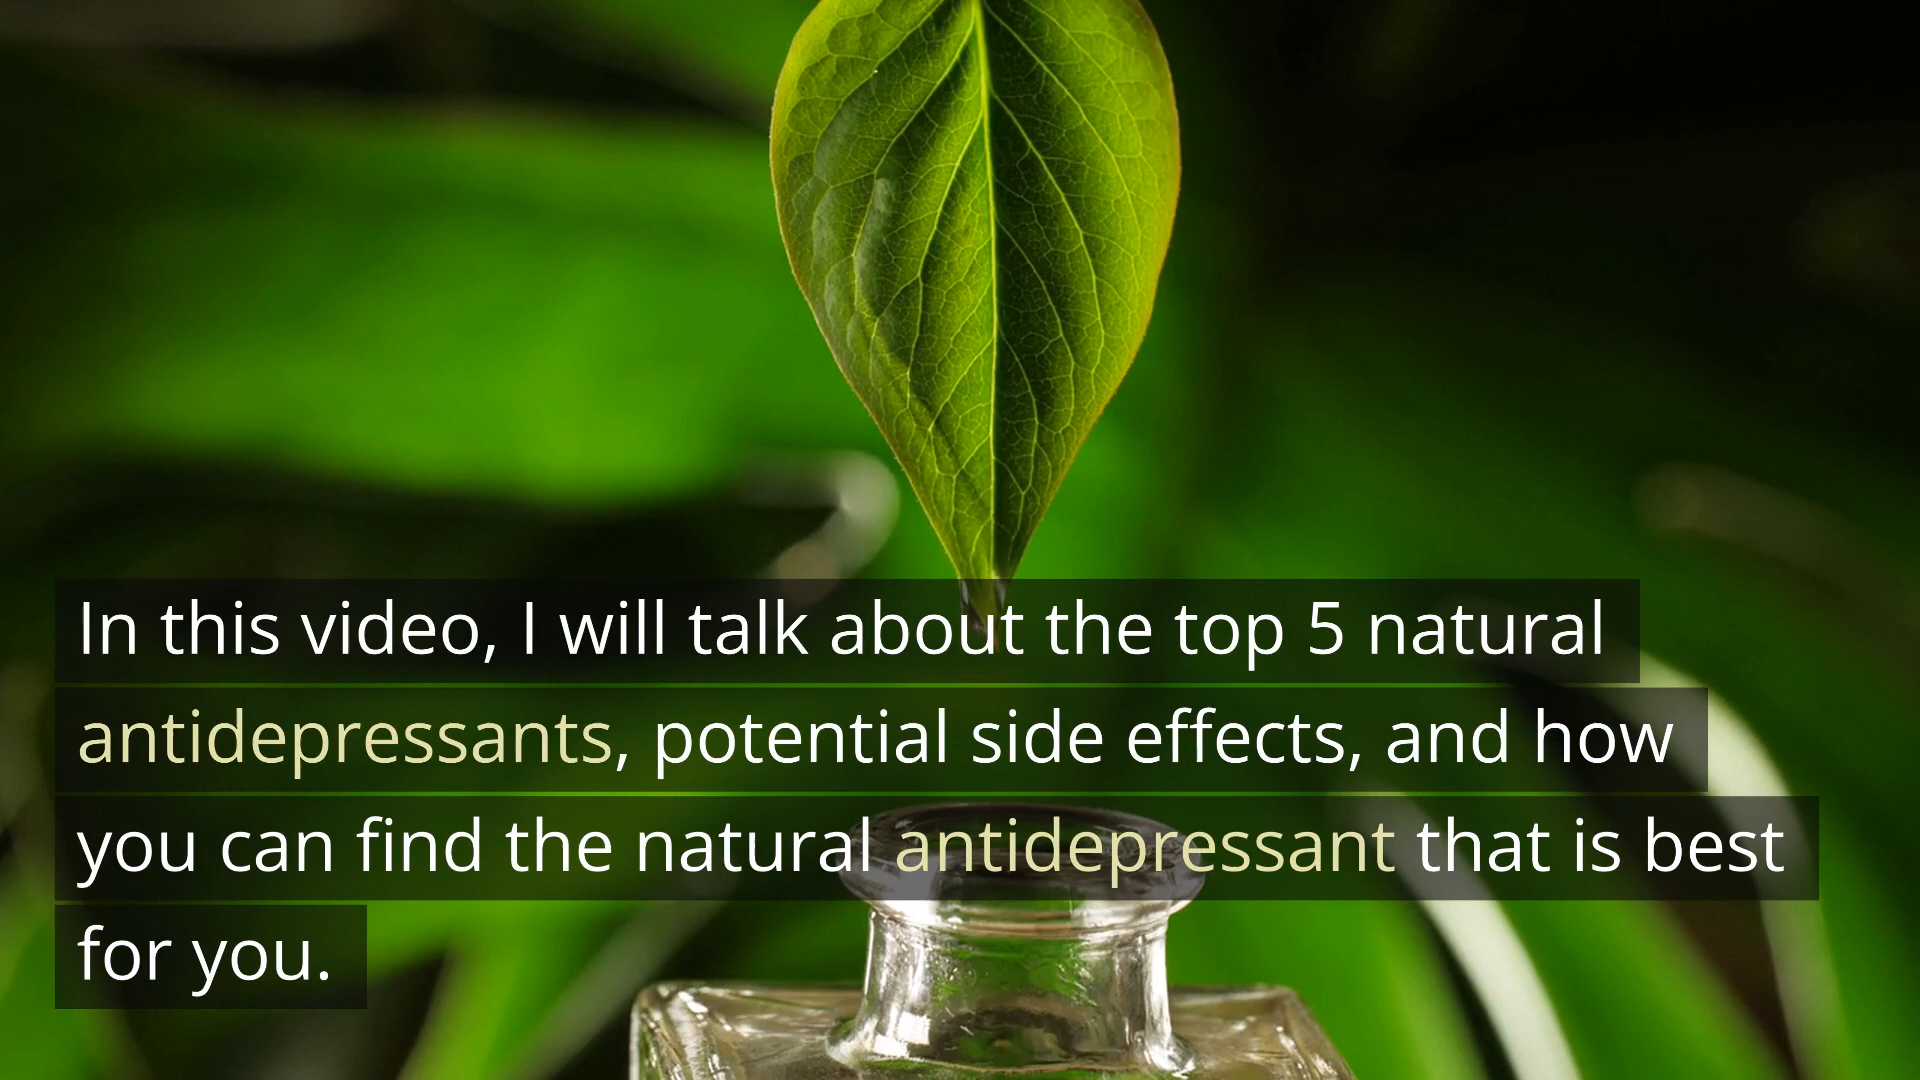 In this video, I will talk about the top 5 natural
antidepressants, potential side effects, and how
you can find the natural antidepressant that is best
for you.